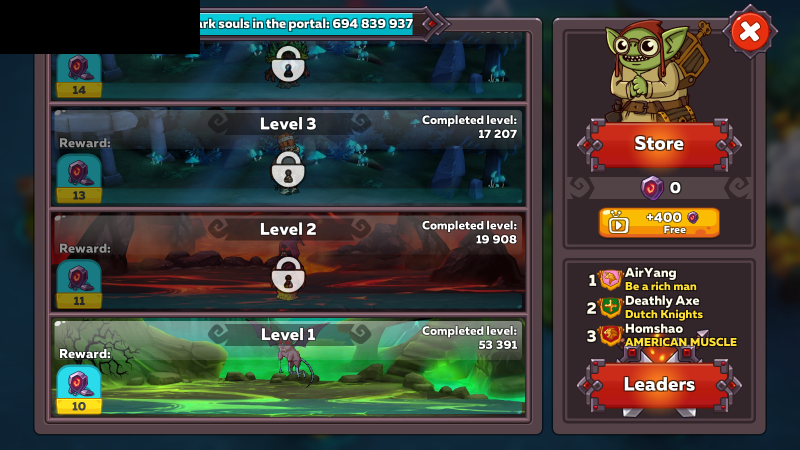 ark souls in the portal: 694 839 937
14
Level 3
Completed level:
17 207
Reward:
13
Level 2
Completed level:
19 908
Reward:
11
Level 1
Completed level:
53 391
Reward:
10
Store
0
+400
Free
1 AirYang
Be a rich man
2 Deathly Axe
Dutch Knights
3 Homshao
AMERICAN MUSCLE
Leaders